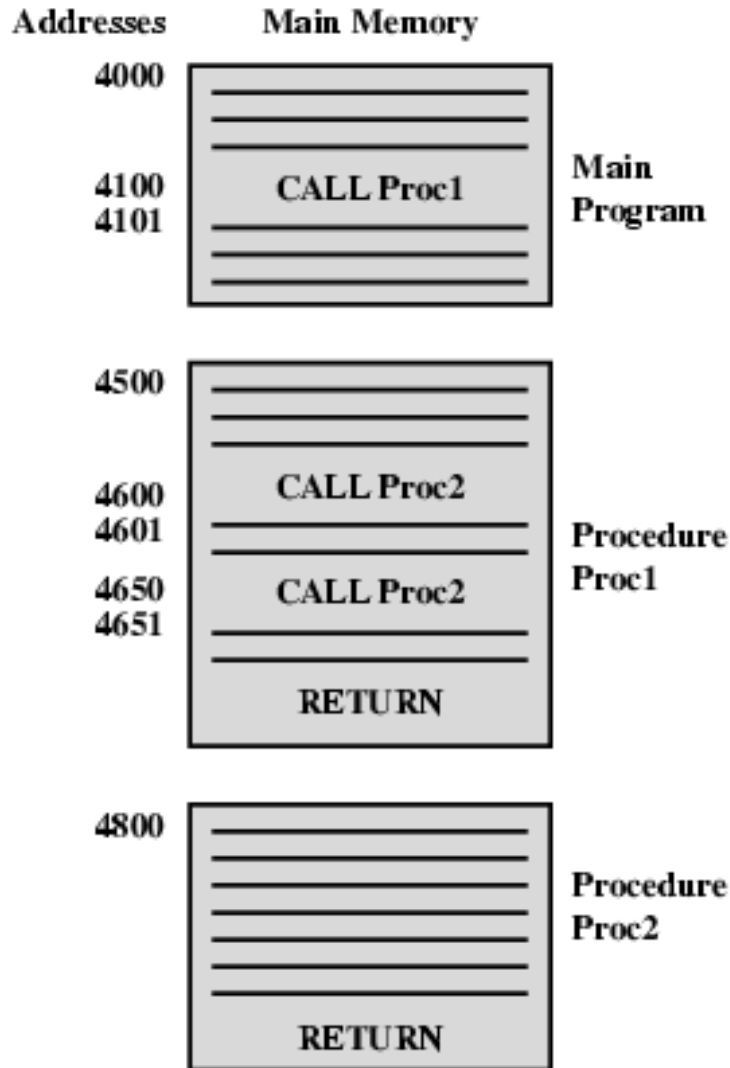 Addresses Main Memory
4000
4100 CALL Proc1
4101
Main
Program
4500
4600 CALL Proc2
4601
4650 CALL Proc2
4651
RETURN
Procedure
Proc1
4800
RETURN
Procedure
Proc2